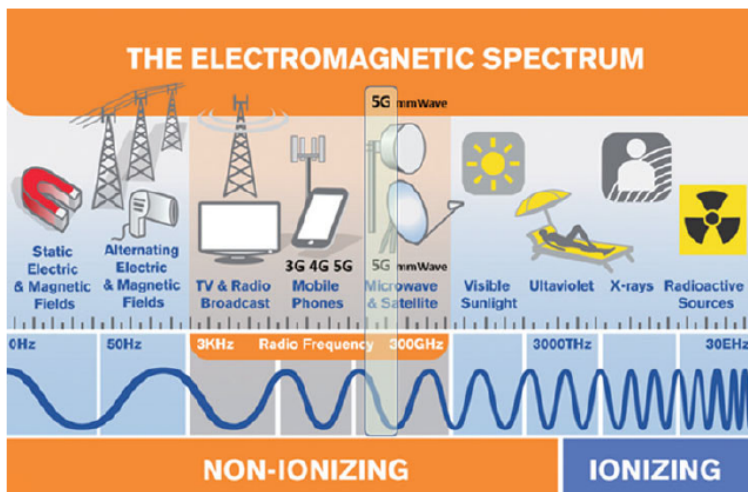 THE ELECTROMAGNETIC SPECTRUM
5G mmWave
Static
Electric
& Magnetic
Fields
Alternating
Electric
& Magnetic
Fields
TV & Radio
Broadcast
3G 4G 5G
Mobile
Phones
5G mmWave
Microwave
& Satellite
Visible
Sunlight
Ultaviolet
X-rays
Radioactive
Sources
0Hz
50Hz
3KHz
Radio Frequency
300GHz
3000THz
30EHz
NON-IONIZING
IONIZING